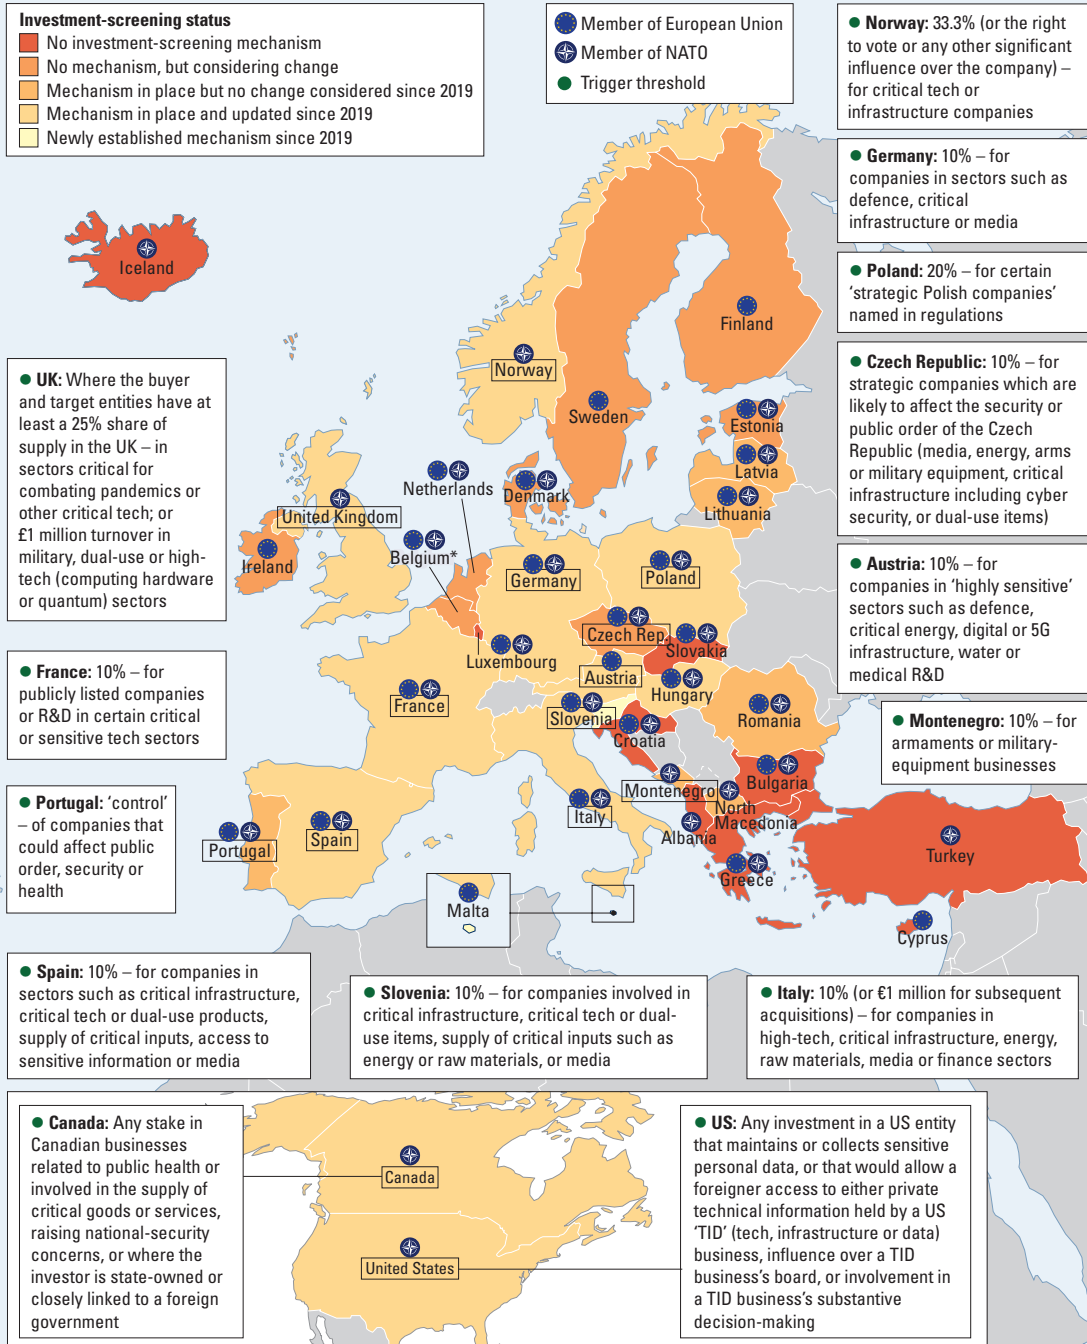 Investment-screening status
No investment-screening mechanism
No mechanism, but considering change
Mechanism in place but no change considered since 2019
Mechanism in place and updated since 2019
Newly established mechanism since 2019
Member of European Union
Member of NATO
Trigger threshold
Norway: 33.3% (or the right
to vote or any other significant
influence over the company) –
for critical tech or
infrastructure companies
Germany: 10% – for
companies in sectors such as
defence, critical
infrastructure or media
Poland: 20% – for certain
‘strategic Polish companies’
named in regulations
Czech Republic: 10% – for
strategic companies which are
likely to affect the security or
public order of the Czech
Republic (media, energy, arms
or military equipment, critical
infrastructure including cyber
security, or dual-use items)
Austria: 10% – for
companies in ‘highly sensitive’
sectors such as defence,
critical energy, digital or 5G
infrastructure, water or
medical R&D
Montenegro: 10% – for
armaments or military-
equipment businesses
UK: Where the buyer
and target entities have at
least a 25% share of
supply in the UK – in
sectors critical for
combating pandemics or
other critical tech; or
£1 million turnover in
military, dual-use or high-
tech (computing hardware
or quantum) sectors
France: 10% – for
publicly listed companies
or R&D in certain critical
or sensitive tech sectors
Portugal: ‘control’
– of companies that
could affect public
order, security or
health
Iceland
Finland
Norway
Sweden
Estonia
Latvia
Lithuania
Netherlands
Denmark
United Kingdom
Belgium*
Ireland
Germany
Poland
Czech Rep.
Slovakia
Luxembourg
Austria
Hungary
France
Slovenia
Romania
Croatia
Bulgaria
Montenegro
North
Macedonia
Italy
Albania
Portugal
Spain
Turkey
Greece
Malta
Cyprus
Spain: 10% – for companies in
sectors such as critical infrastructure,
critical tech or dual-use products,
supply of critical inputs, access to
sensitive information or media
Slovenia: 10% – for companies involved in
critical infrastructure, critical tech or dual-
use items, supply of critical inputs such as
energy or raw materials, or media
Italy: 10% (or €1 million for subsequent
acquisitions) – for companies in
high-tech, critical infrastructure, energy,
raw materials, media or finance sectors
Canada: Any stake in
Canadian businesses
related to public health or
involved in the supply of
critical goods or services,
raising national-security
concerns, or where the
investor is state-owned or
closely linked to a foreign
government
Canada
United States
US: Any investment in a US entity
that maintains or collects sensitive
personal data, or that would allow a
foreigner access to either private
technical information held by a US
‘TID’ (tech, infrastructure or data)
business, influence over a TID
business’s board, or involvement in
a TID business’s substantive
decision-making